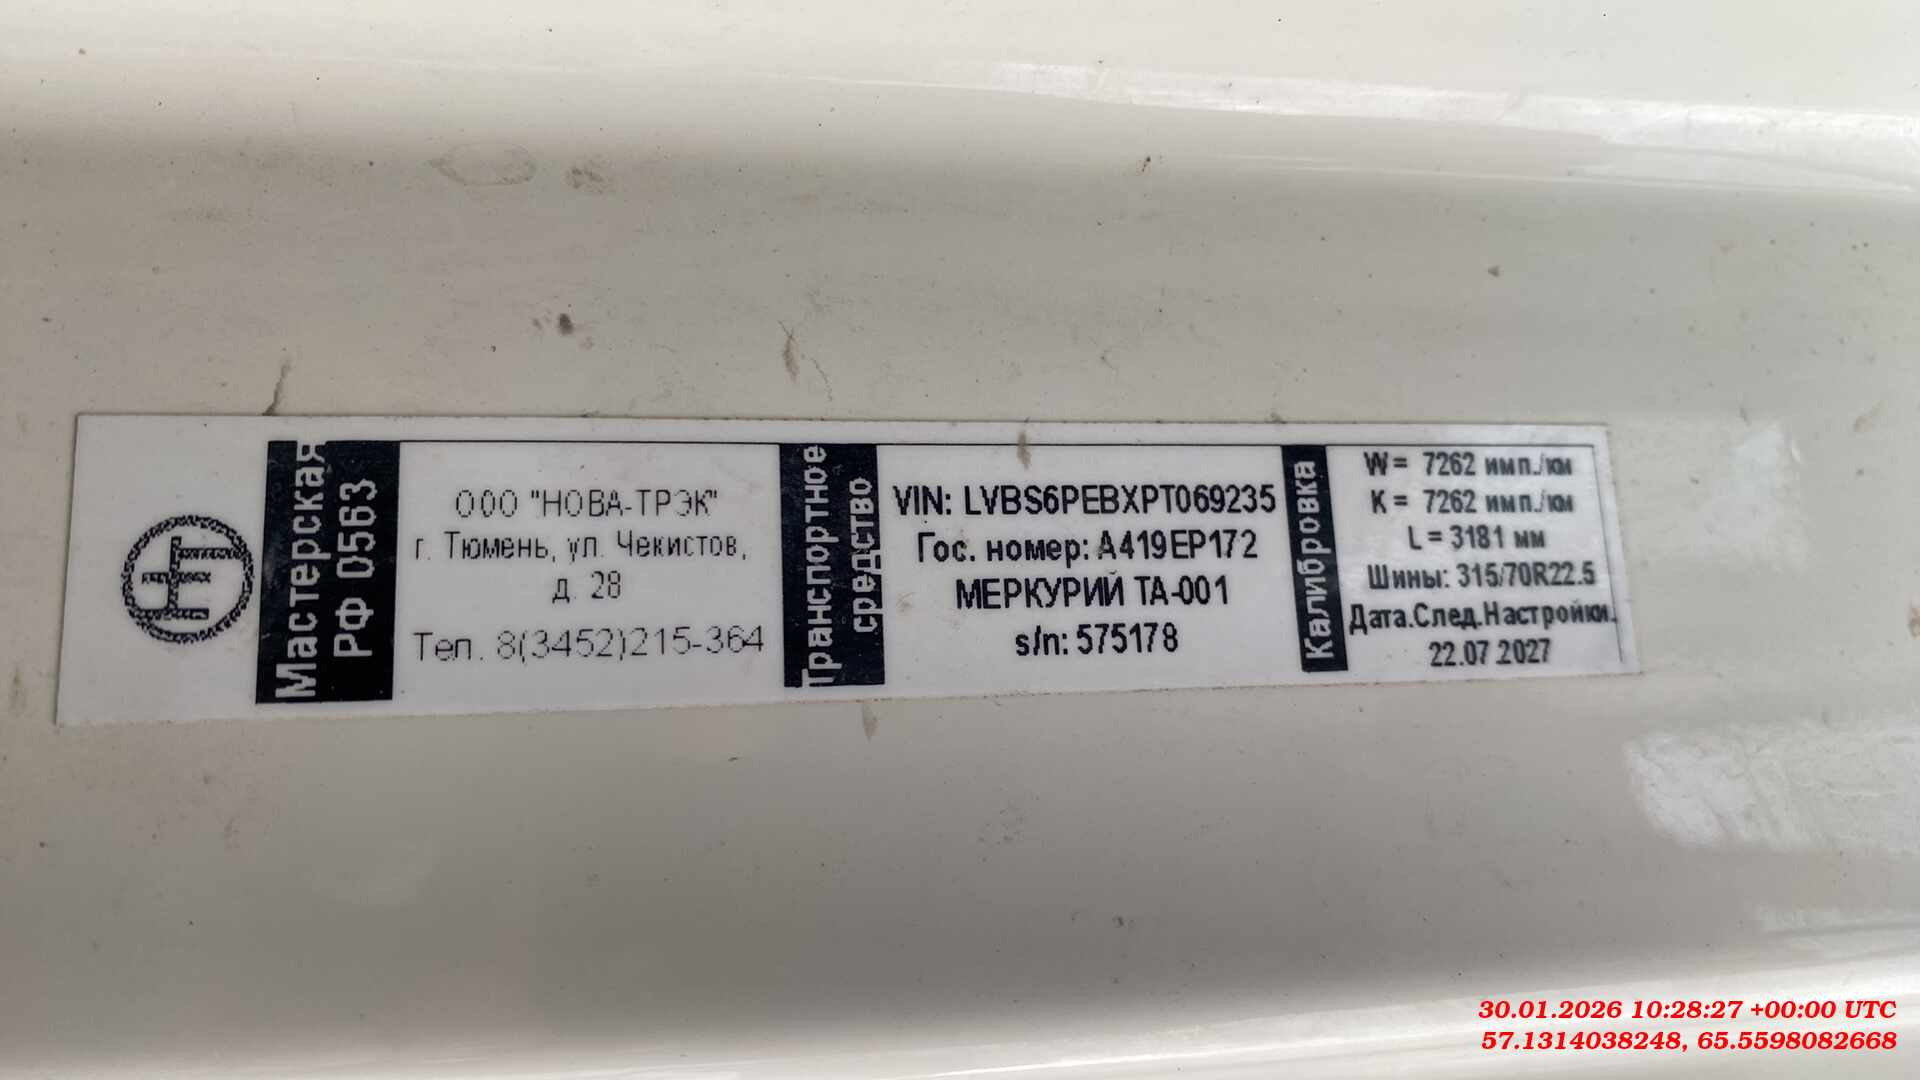 Мастерская
РФ 0563
ООО "НОВА-ТРЭК"
г. Тюмень, ул. Чекистов,
д. 28
Тел. 8(3452)215-364
Транспортное
средство
VIN: LVBS6PEBXPT069235
Гос. номер: А419ЕР172
МЕРКУРИЙ ТА-001
s/n: 575178
Калибровка
W = 7262 имп./км
K = 7262 имп./км
L = 3181 мм
Шины: 315/70R22.5
Дата.След.Настройки.
22.07.2027
30.01.2026 10:28:27 +00:00 UTC
57.1314038248, 65.5598082668